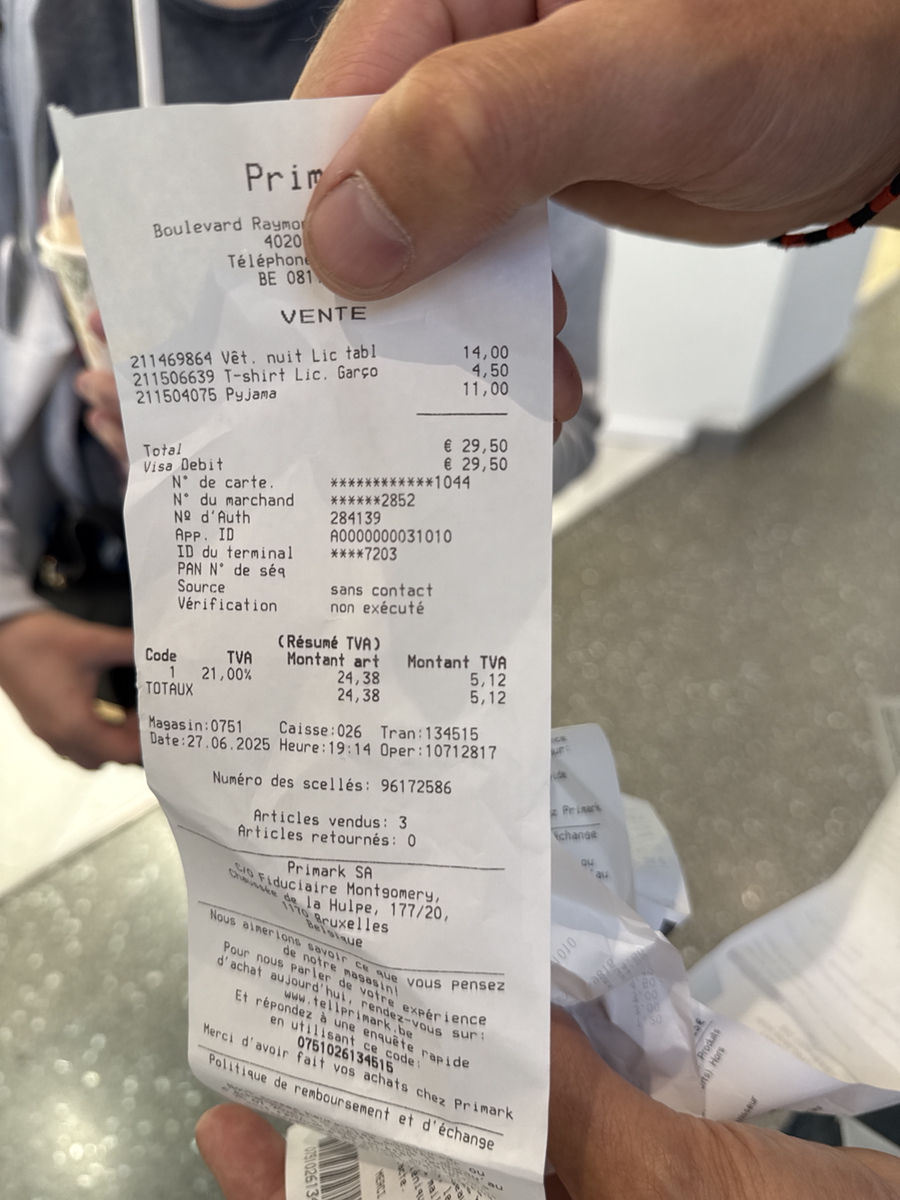 Prim
Boulevard Raymo
4020
Téléphone
BE 081
VENTE
211469864 Vêt. nuit Lic tabl 14,00
211506639 T-shirt Lic. Garço 4,50
211504075 Pyjama 11,00
Total € 29,50
Visa Debit € 29,50
N° de carte. ************1044
N° du marchand ******2852
Nº d'Auth 284139
App. ID A0000000031010
ID du terminal ****7203
PAN N° de séq
Source sans contact
Vérification non exécuté
(Résumé TVA)
Code TVA Montant art Montant TVA
1 21,00% 24,38 5,12
TOTAUX 24,38 5,12
Magasin:0751 Caisse:026 Tran:134515
Date:27.06.2025 Heure:19:14 Oper:10712817
Numéro des scellés: 96172586
Articles vendus: 3
Articles retournés: 0
Primark SA
c/o Fiduciaire Montgomery,
Chaussée de la Hulpe, 177/20,
1170 Bruxelles
Belgique
Nous aimerions savoir ce que vous pensez
de notre magasin!
Pour nous parler de votre expérience
d'achat aujourd'hui, rendez-vous sur:
www.tellprimark.be
Et répondez à une enquête rapide
en utilisant ce code:
0751026134515
Merci d'avoir fait vos achats chez Primark
Politique de remboursement et d'échange